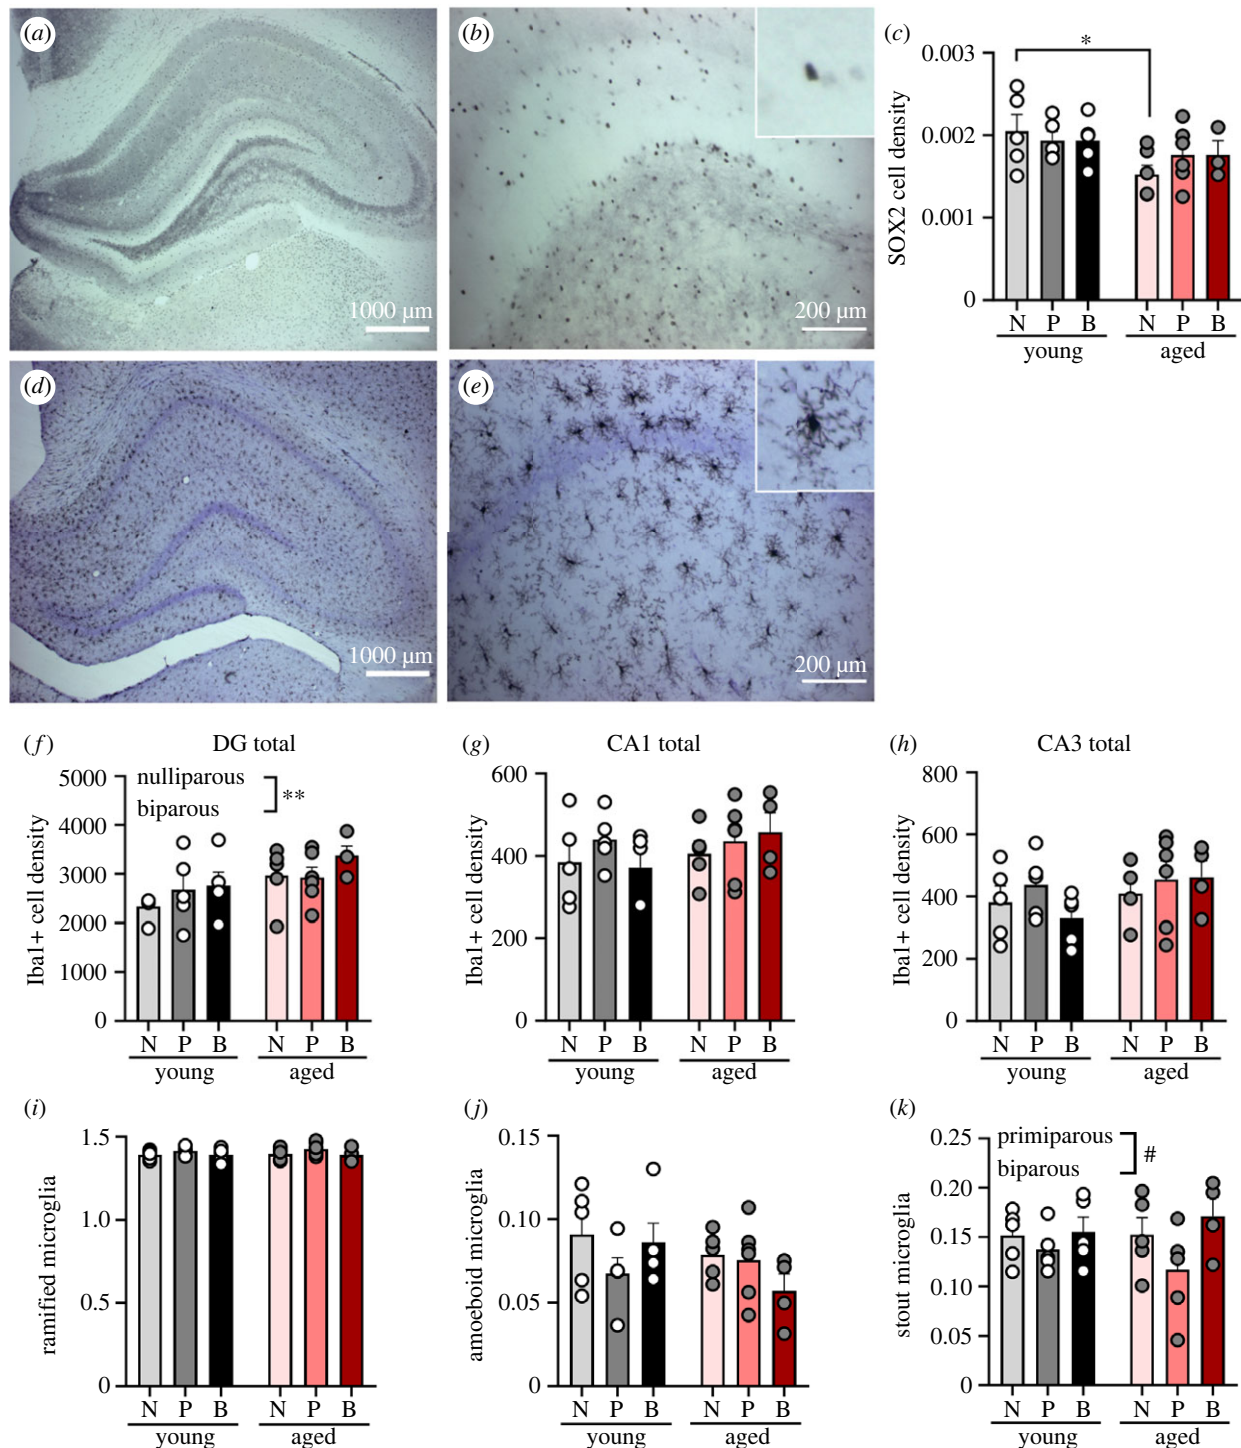 (a)
1000 µm
(b)
200 µm
(c)
*
0.003
0.002
0.001
0
SOX2 cell density
N P B N P B
young aged
(d)
1000 µm
(e)
200 µm
(f) DG total
nulliparous
biparous
**
5000
4000
3000
2000
1000
0
Iba1+ cell density
N P B N P B
young aged
(g) CA1 total
600
400
200
0
Iba1+ cell density
N P B N P B
young aged
(h) CA3 total
800
600
400
200
0
Iba1+ cell density
N P B N P B
young aged
(i)
1.5
1.0
0.5
0
ramified microglia
N P B N P B
young aged
(j)
0.15
0.10
0.05
0
amoeboid microglia
N P B N P B
young aged
(k)
primiparous
biparous
#
0.25
0.20
0.15
0.10
0.05
0
stout microglia
N P B N P B
young aged